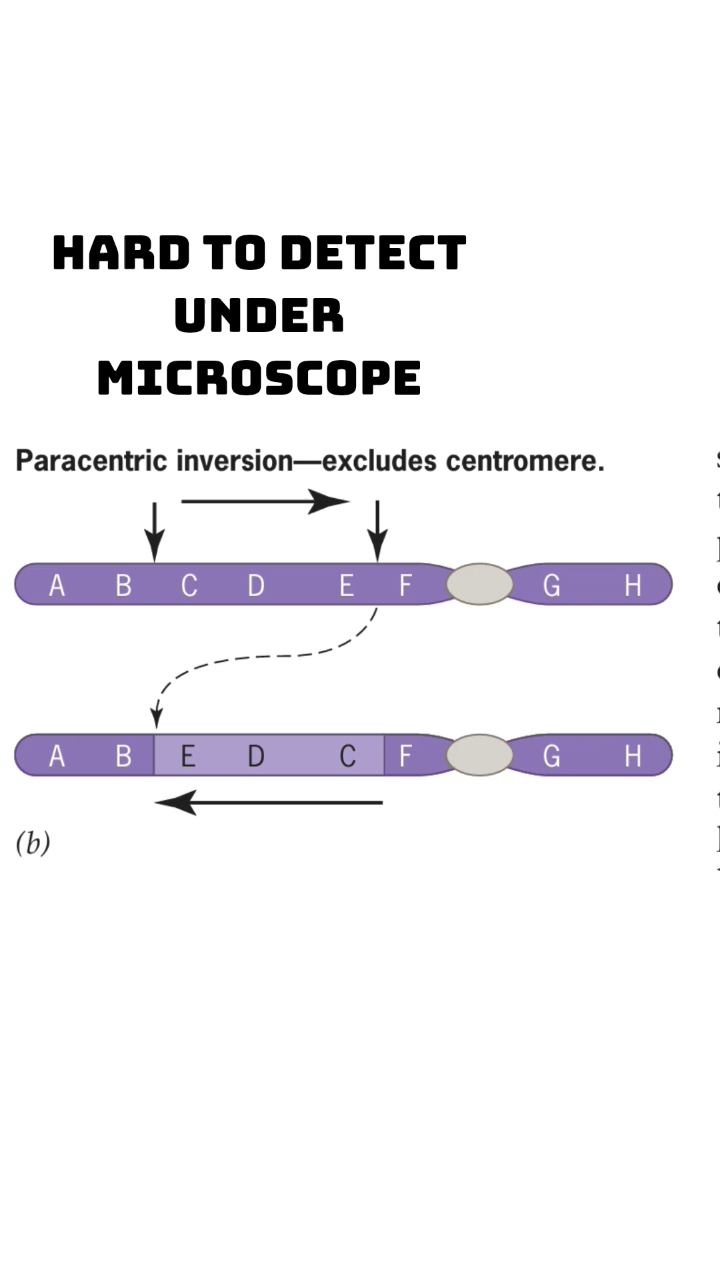 HARD TO DETECT
UNDER
MICROSCOPE
Paracentric inversion—excludes centromere.
A B C D E F G H
A B E D C F G H
(b)